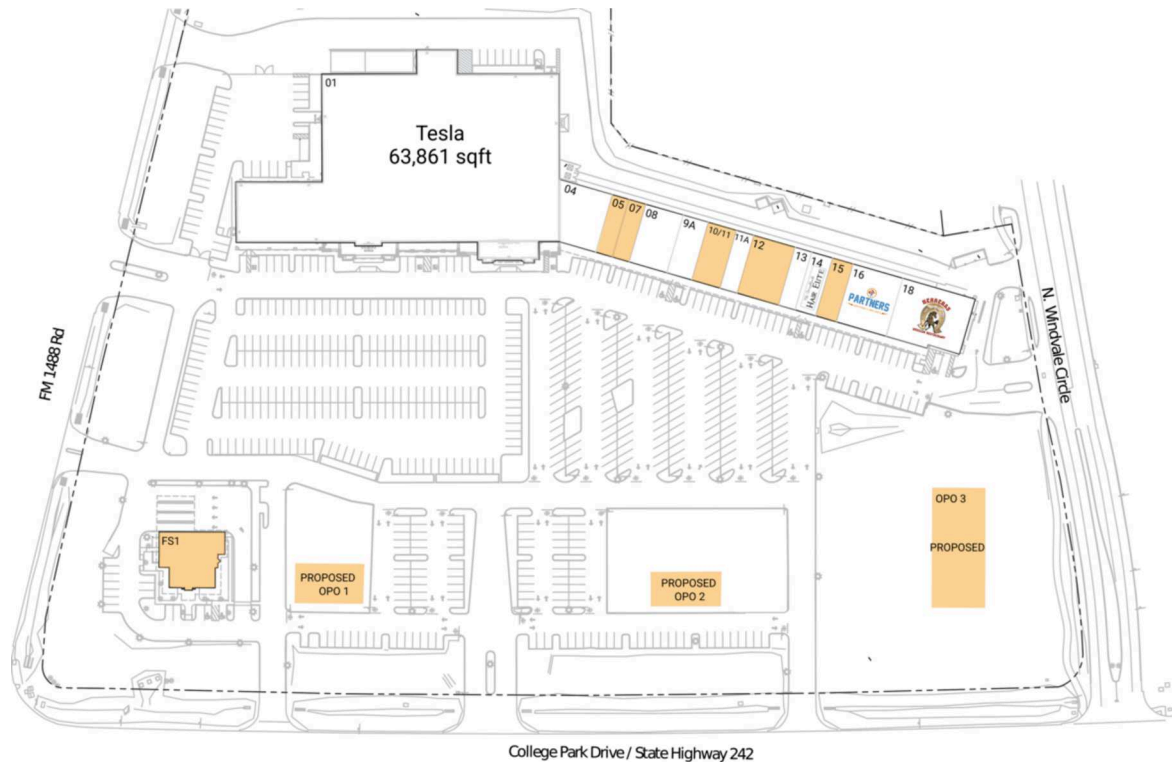 01
Tesla
63,861 sqft
04
05
07
08
9A
10/11
11A
12
13
14
HAIR ELITE
15
16
PARTNERS
18
FM 1488 Rd
N. Windvale Circle
FS1
PROPOSED
OPO 1
PROPOSED
OPO 2
OPO 3
PROPOSED
College Park Drive / State Highway 242